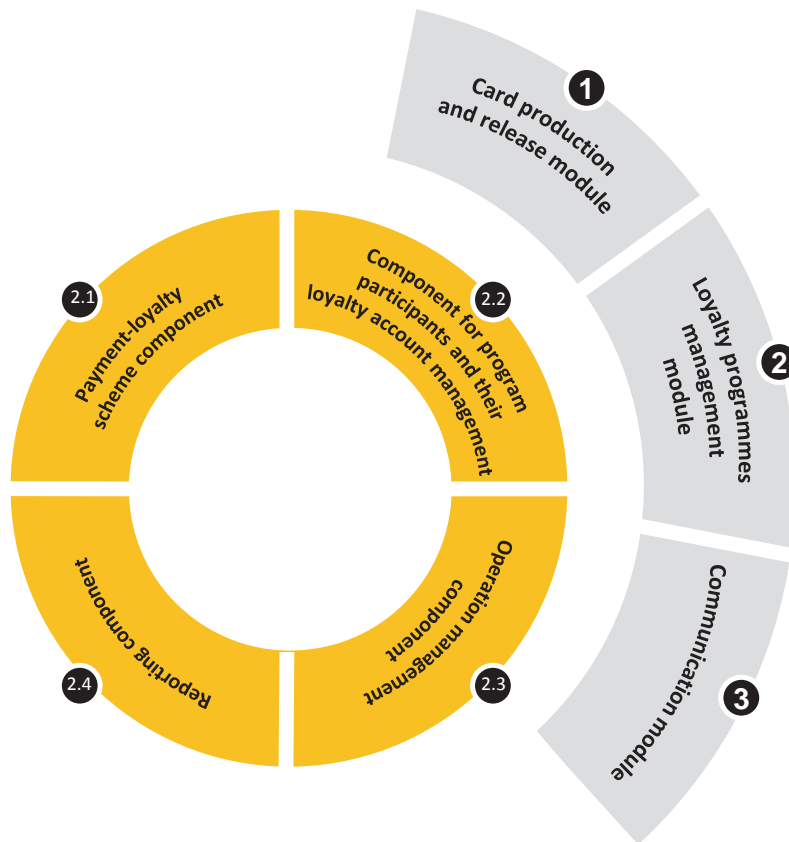 1
Card production
and release module
2
Loyalty programmes
management
module
3
Communication module
2.1
Payment-loyalty
scheme component
2.2
Component for program
participants and their
loyalty account management
2.3
Operation management
component
2.4
Reporting component